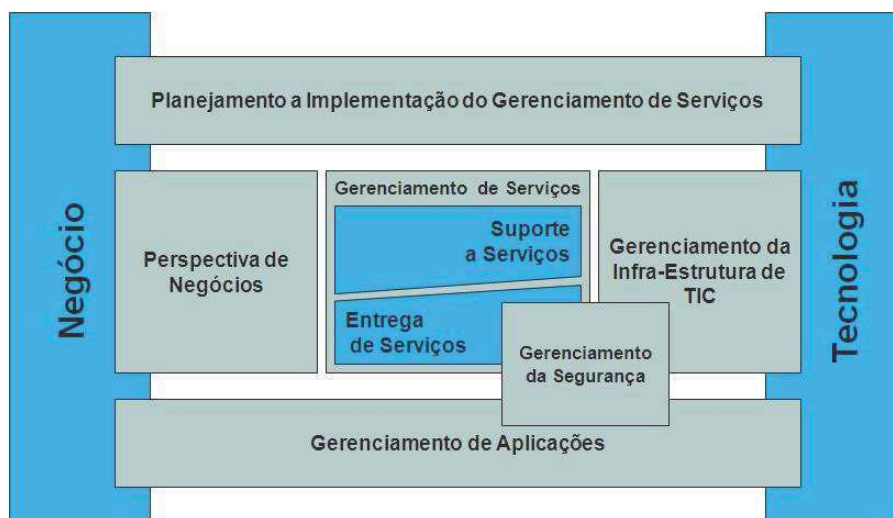 Planejamento a Implementação do Gerenciamento de Serviços
Negócio
Perspectiva de
Negócios
Gerenciamento de Serviços
Suporte
a Serviços
Entrega
de Serviços
Gerenciamento da
Infra-Estrutura de
TIC
Gerenciamento
da Segurança
Tecnologia
Gerenciamento de Aplicações